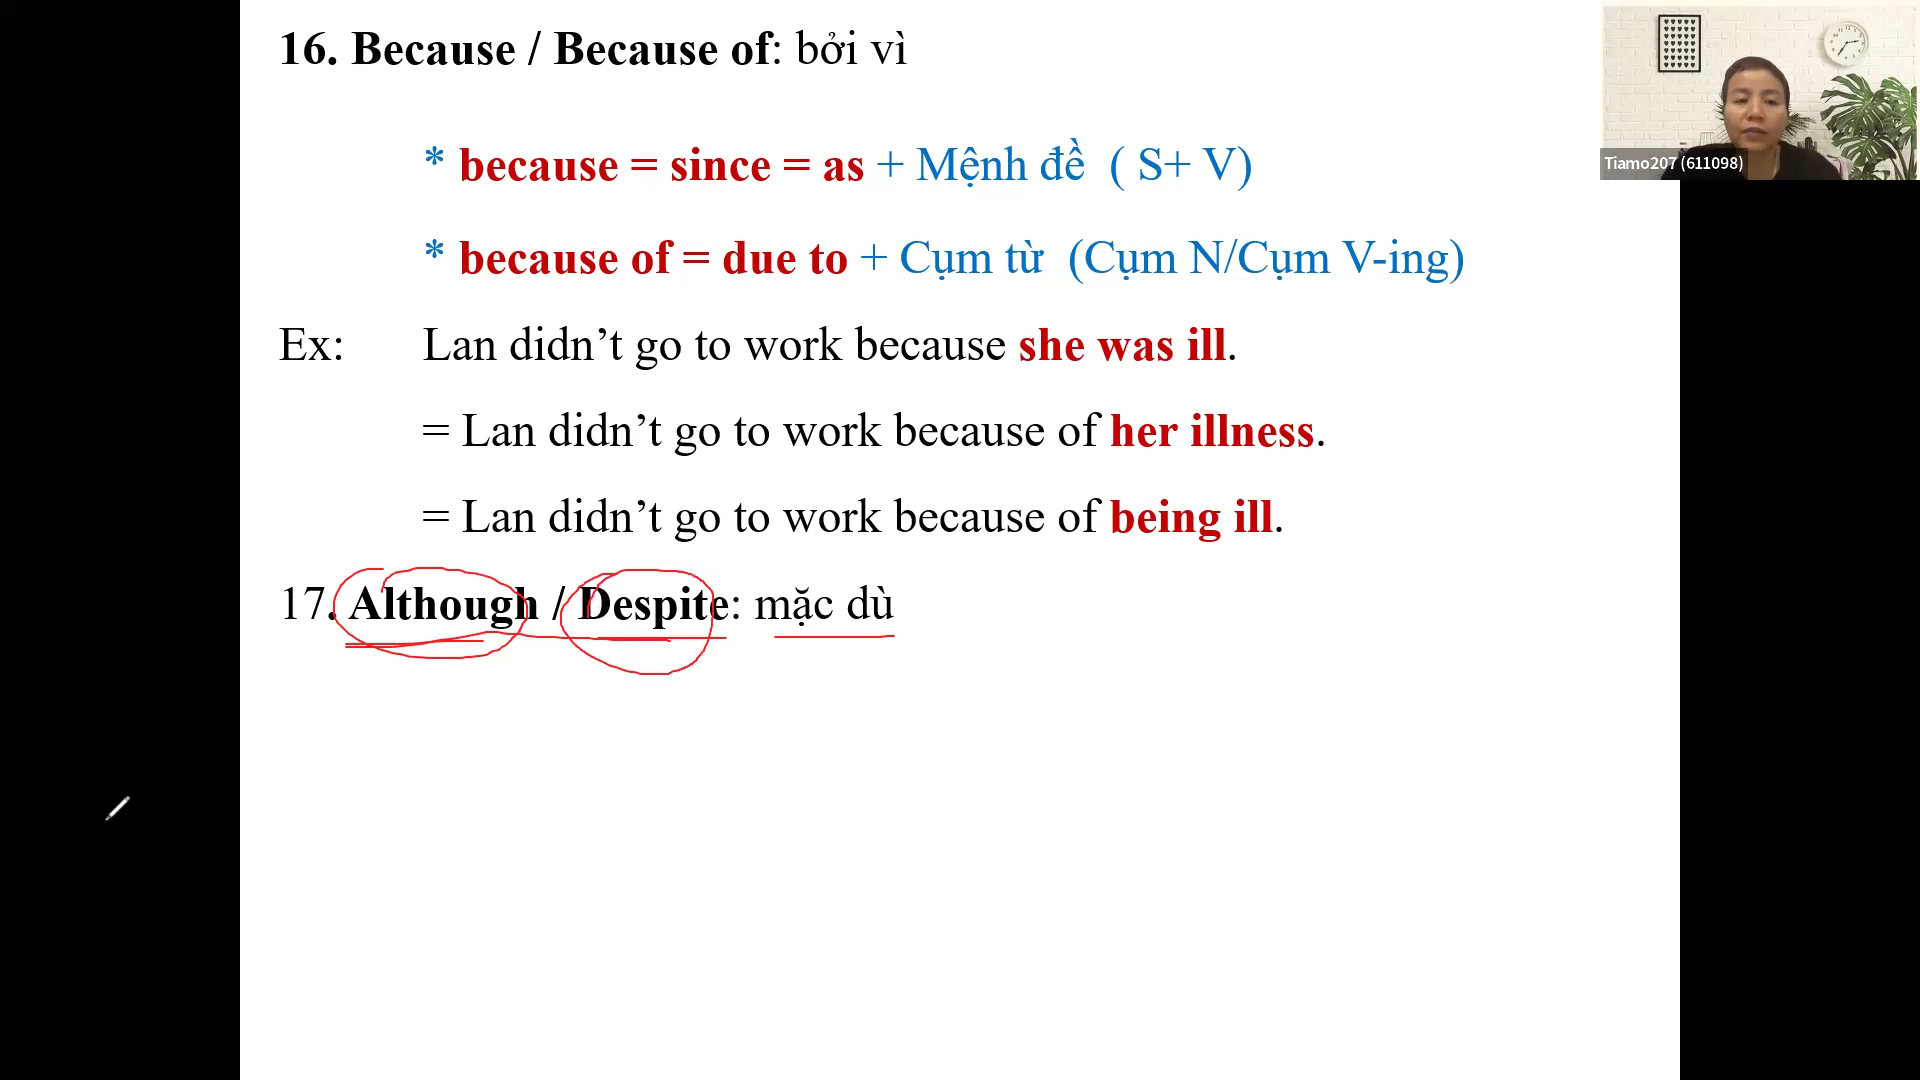 16. Because / Because of: bởi vì
Tiamo207 (611098)
* because = since = as + Mệnh đề ( S+ V)
* because of = due to + Cụm từ (Cụm N/Cụm V-ing)
Ex: Lan didn’t go to work because she was ill.
= Lan didn’t go to work because of her illness.
= Lan didn’t go to work because of being ill.
17. Although / Despite: mặc dù